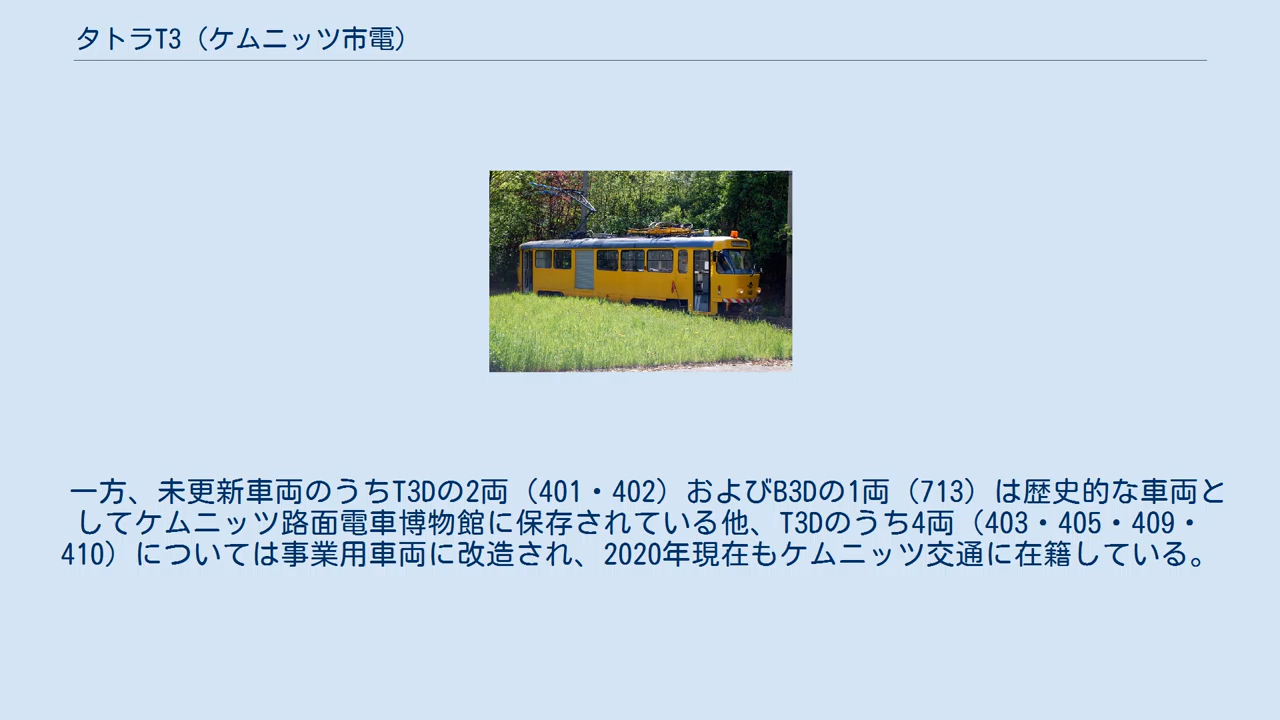 タトラT3（ケムニッツ市電）
一方、未更新車両のうちT3Dの2両（401・402）およびB3Dの1両（713）は歴史的な車両と
してケムニッツ路面電車博物館に保存されている他、T3Dのうち4両（403・405・409・
410）については事業用車両に改造され、2020年現在もケムニッツ交通に在籍している。